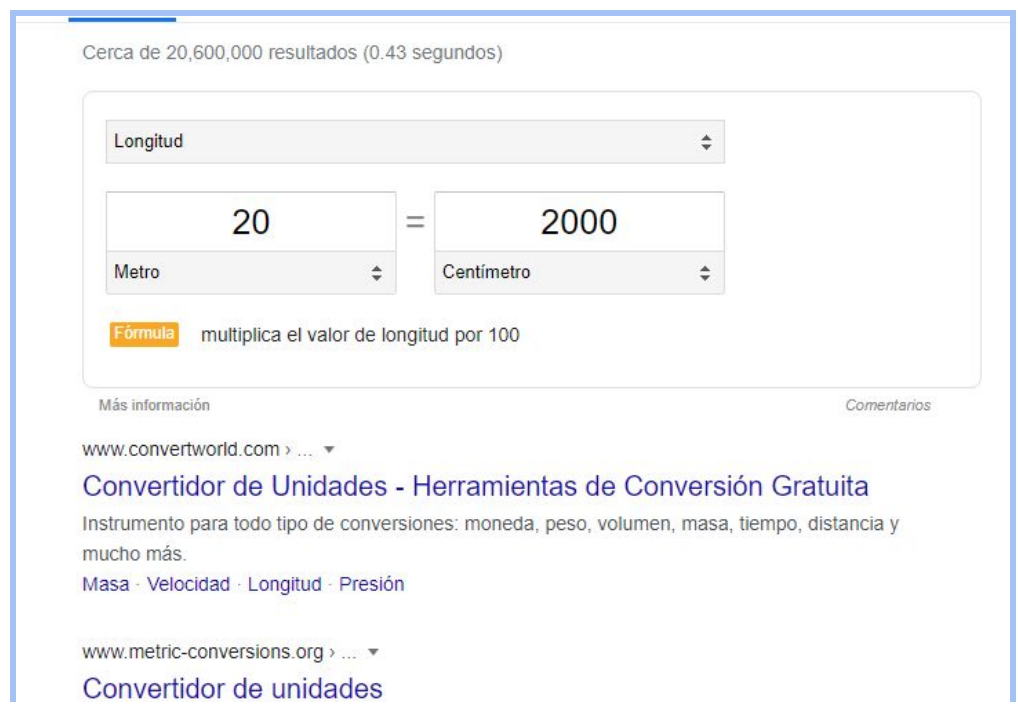 Cerca de 20,600,000 resultados (0.43 segundos)
Longitud
20 = 2000
Metro Centímetro
Fórmula multiplica el valor de longitud por 100
Más información Comentarios
www.convertworld.com › ...
Convertidor de Unidades - Herramientas de Conversión Gratuita
Instrumento para todo tipo de conversiones: moneda, peso, volumen, masa, tiempo, distancia y
mucho más.
Masa · Velocidad · Longitud · Presión
www.metric-conversions.org › ...
Convertidor de unidades